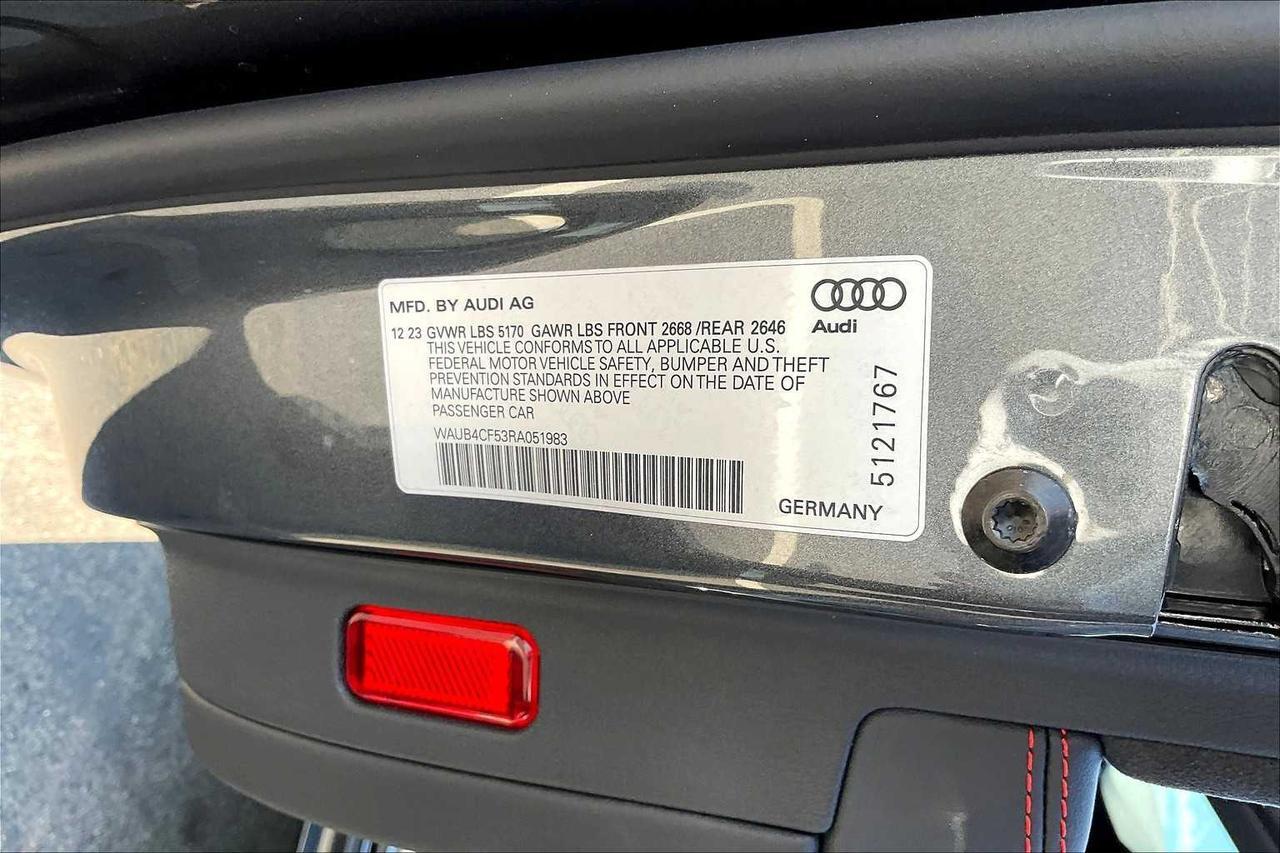 MFD. BY AUDI AG
Audi
12 23 GVWR LBS 5170 GAWR LBS FRONT 2668 /REAR 2646
THIS VEHICLE CONFORMS TO ALL APPLICABLE U.S.
FEDERAL MOTOR VEHICLE SAFETY, BUMPER AND THEFT
PREVENTION STANDARDS IN EFFECT ON THE DATE OF
MANUFACTURE SHOWN ABOVE
PASSENGER CAR
WAUB4CF53RA051983
5121767
GERMANY